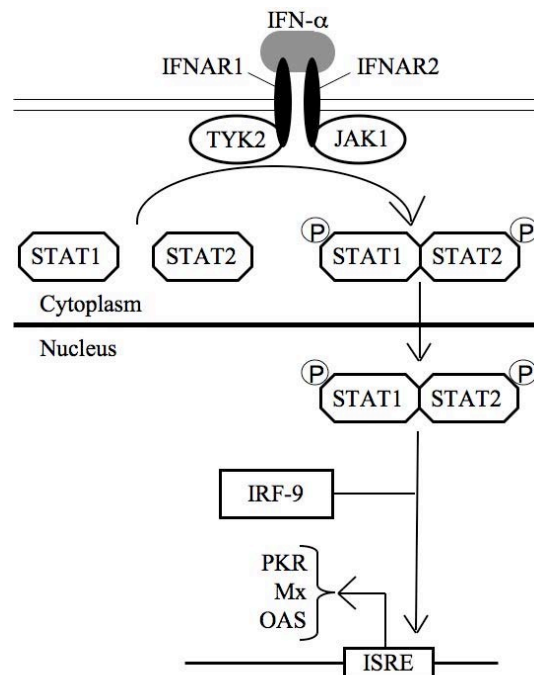 IFN-α
IFNAR1 IFNAR2
TYK2 JAK1
P P
STAT1 STAT2 STAT1 STAT2
Cytoplasm
Nucleus
P P
STAT1 STAT2
IRF-9
PKR
Mx
OAS
ISRE